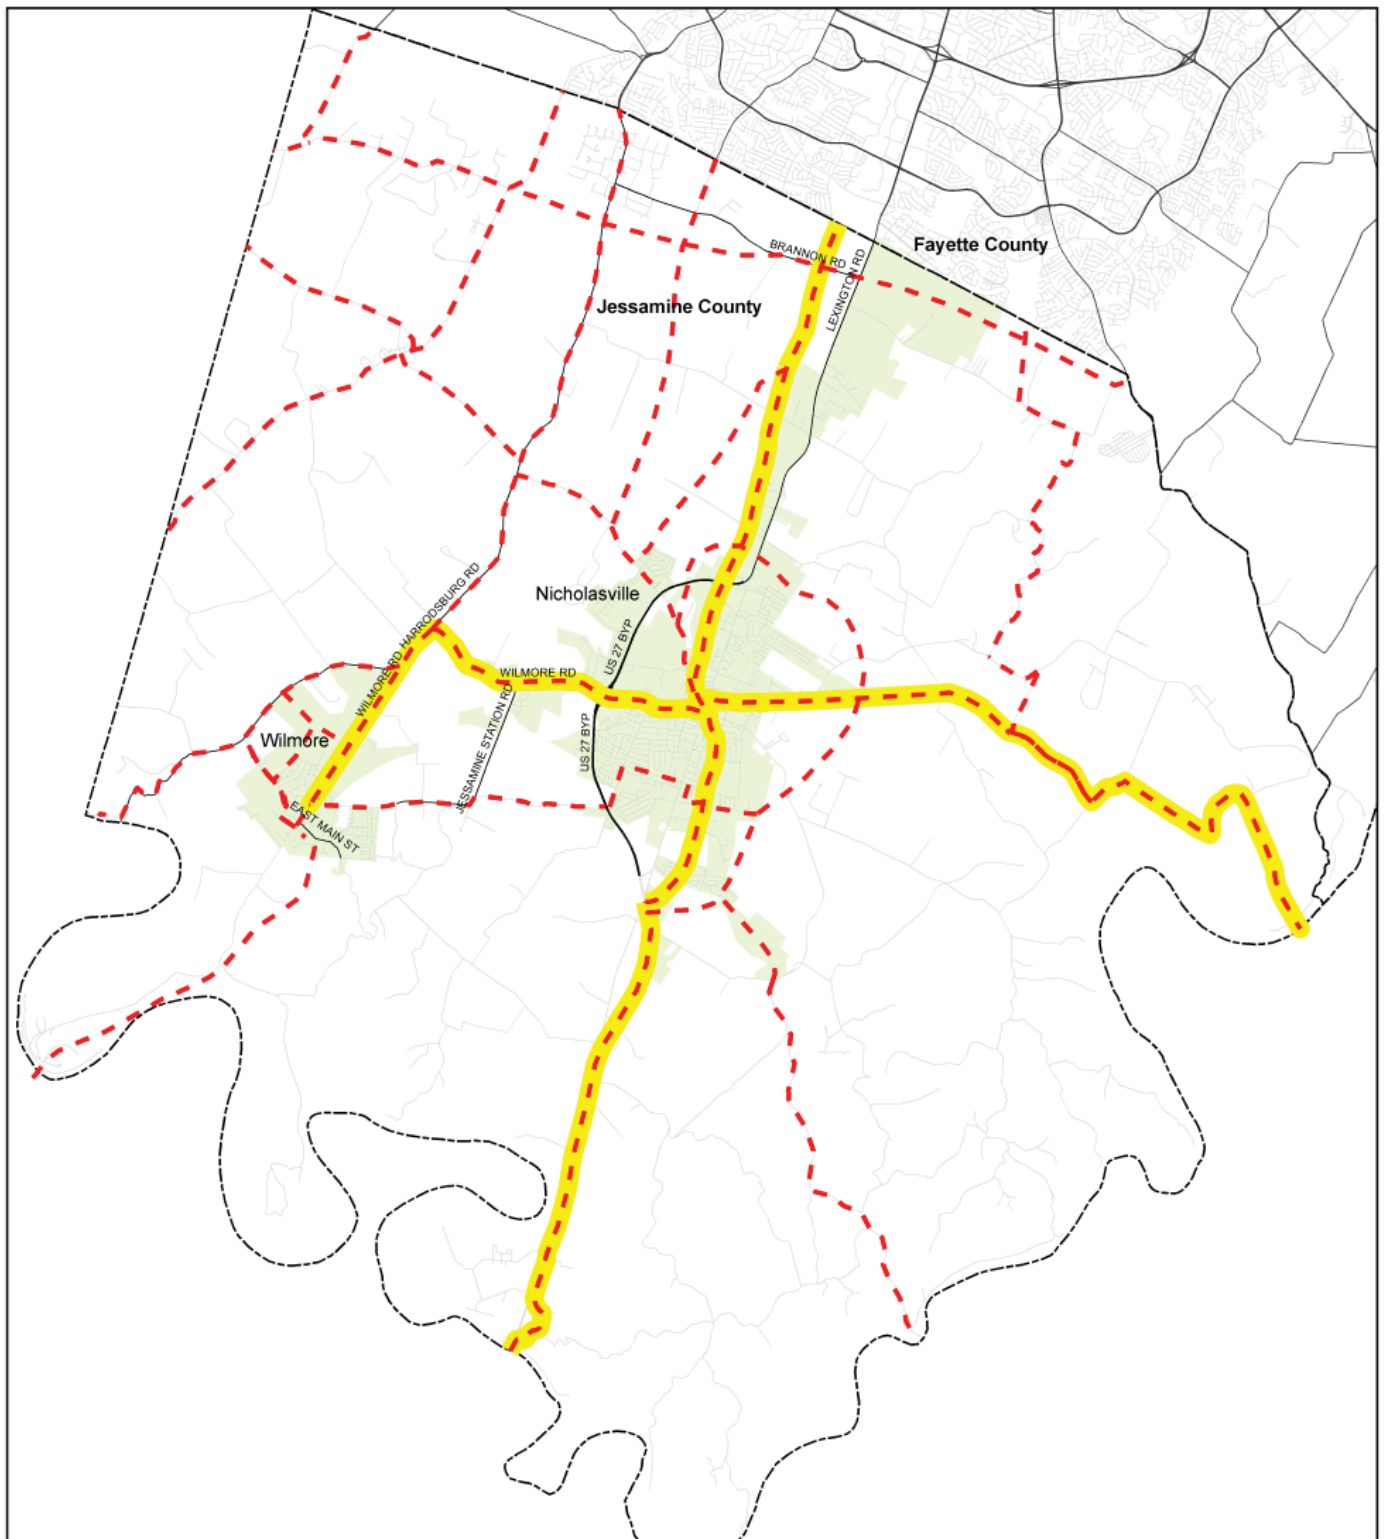 Fayette County
BRANNON RD
LEXINGTON RD
Jessamine County
Nicholasville
HARRODSBURG RD
US 27 BYP
WILMORE RD
WILMORE RD
JESSAMINE STATION RD
US 27 BYP
Wilmore
EAST MAIN ST